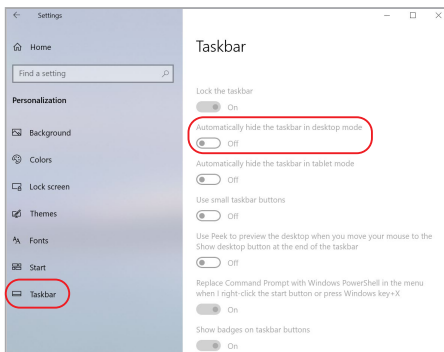 Settings
Home
Find a setting
Personalization
Background
Colors
Lock screen
Themes
Fonts
Start
Taskbar
Taskbar
Lock the taskbar
On
Automatically hide the taskbar in desktop mode
Off
Automatically hide the taskbar in tablet mode
Off
Use small taskbar buttons
Off
Use Peek to preview the desktop when you move your mouse to the
Show desktop button at the end of the taskbar
Off
Replace Command Prompt with Windows PowerShell in the menu
when I right-click the start button or press Windows key+X
On
Show badges on taskbar buttons
On